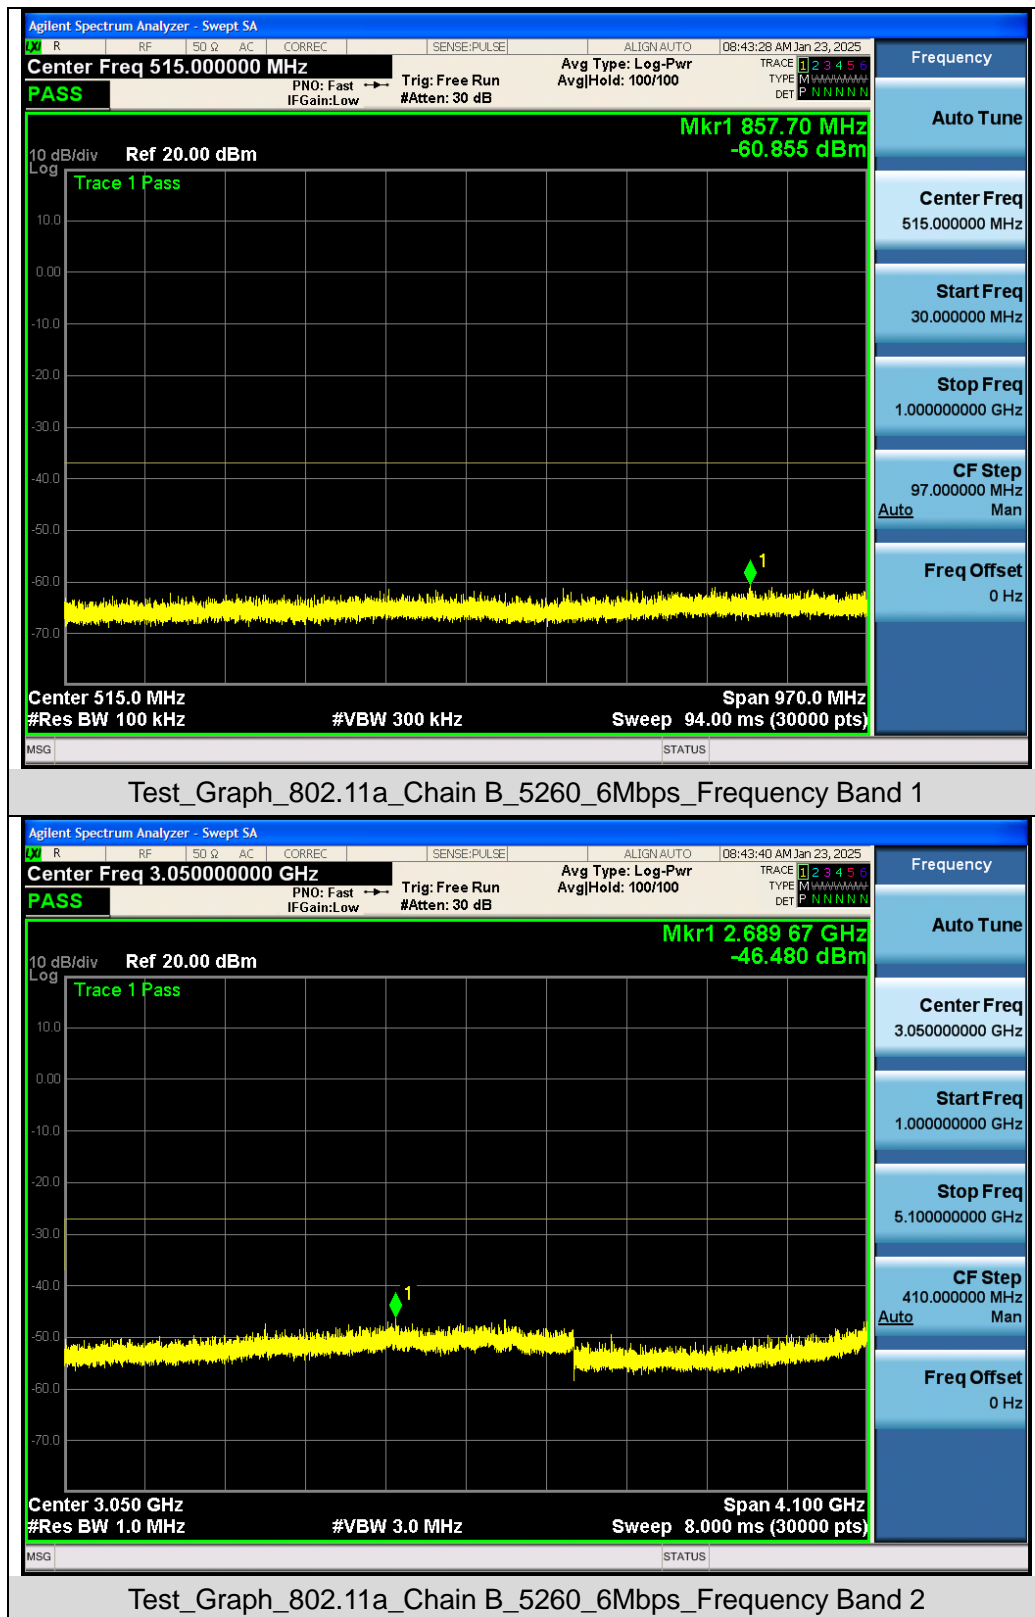 Agilent Spectrum Analyzer - Swept SA
LXI R RF 50 Ω AC CORREC SENSE:PULSE ALIGN AUTO 08:43:28 AM Jan 23, 2025
Center Freq 515.000000 MHz
PASS
PNO: Fast
IFGain:Low
Trig: Free Run
#Atten: 30 dB
Avg Type: Log-Pwr
Avg|Hold: 100/100
TRACE 1 2 3 4 5 6
TYPE M WWWWW
DET P N N N N N
Mkr1 857.70 MHz
-60.855 dBm
10 dB/div Ref 20.00 dBm
Log
Trace 1 Pass
10.0
0.00
-10.0
-20.0
-30.0
-40.0
-50.0
-60.0
-70.0
1
Center 515.0 MHz Span 970.0 MHz
#Res BW 100 kHz #VBW 300 kHz Sweep 94.00 ms (30000 pts)
MSG STATUS
Frequency
Auto Tune
Center Freq
515.000000 MHz
Start Freq
30.000000 MHz
Stop Freq
1.000000000 GHz
CF Step
97.000000 MHz
Auto Man
Freq Offset
0 Hz
Test_Graph_802.11a_Chain B_5260_6Mbps_Frequency Band 1
Agilent Spectrum Analyzer - Swept SA
LXI R RF 50 Ω AC CORREC SENSE:PULSE ALIGN AUTO 08:43:40 AM Jan 23, 2025
Center Freq 3.050000000 GHz
PASS
PNO: Fast
IFGain:Low
Trig: Free Run
#Atten: 30 dB
Avg Type: Log-Pwr
Avg|Hold: 100/100
TRACE 1 2 3 4 5 6
TYPE M WWWWW
DET P N N N N N
Mkr1 2.689 67 GHz
-46.480 dBm
10 dB/div Ref 20.00 dBm
Log
Trace 1 Pass
10.0
0.00
-10.0
-20.0
-30.0
-40.0
-50.0
-60.0
-70.0
1
Center 3.050 GHz Span 4.100 GHz
#Res BW 1.0 MHz #VBW 3.0 MHz Sweep 8.000 ms (30000 pts)
MSG STATUS
Frequency
Auto Tune
Center Freq
3.050000000 GHz
Start Freq
1.000000000 GHz
Stop Freq
5.100000000 GHz
CF Step
410.000000 MHz
Auto Man
Freq Offset
0 Hz
Test_Graph_802.11a_Chain B_5260_6Mbps_Frequency Band 2